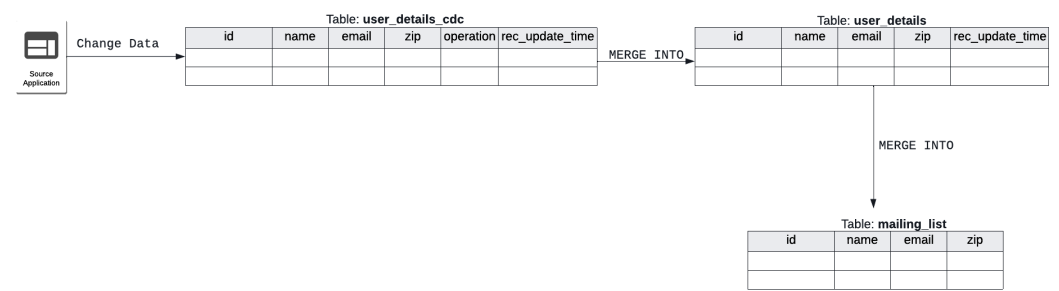 Table: user_details_cdc
Table: user_details
id name email zip operation rec_update_time
id name email zip rec_update_time
Change Data
MERGE INTO
Source
Application
MERGE INTO
Table: mailing_list
id name email zip